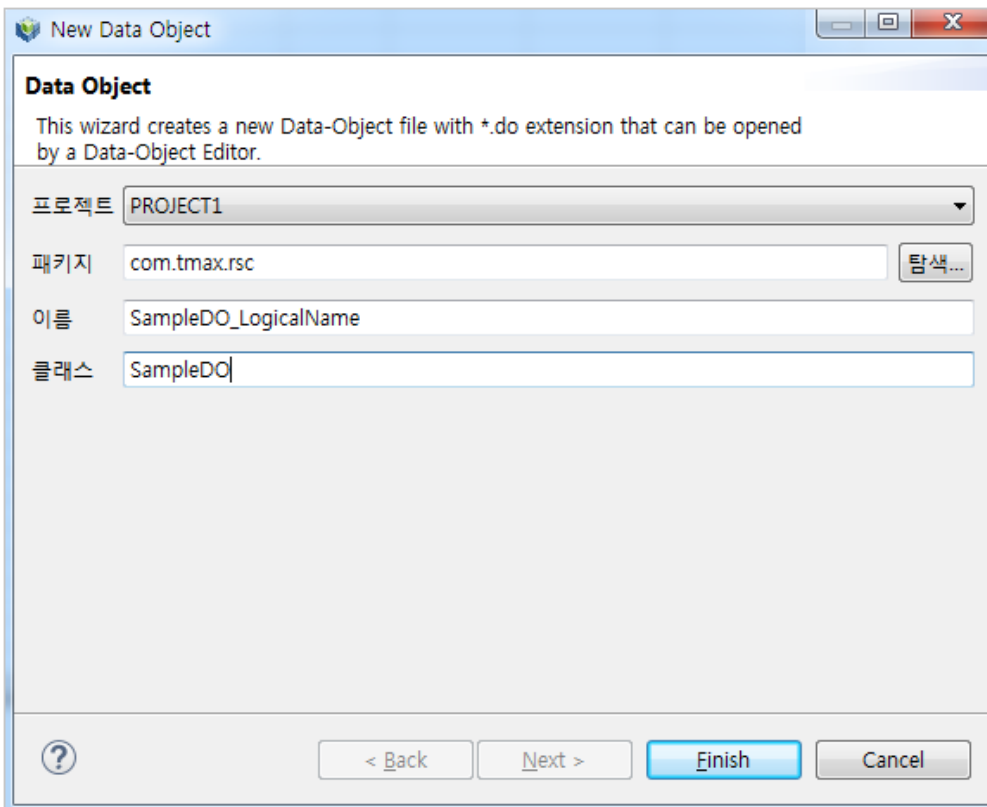 New Data Object
Data Object
This wizard creates a new Data-Object file with *.do extension that can be opened
by a Data-Object Editor.
프로젝트 PROJECT1
패키지 com.tmax.rsc 탐색...
이름 SampleDO_LogicalName
클래스 SampleDO
< Back Next > Finish Cancel